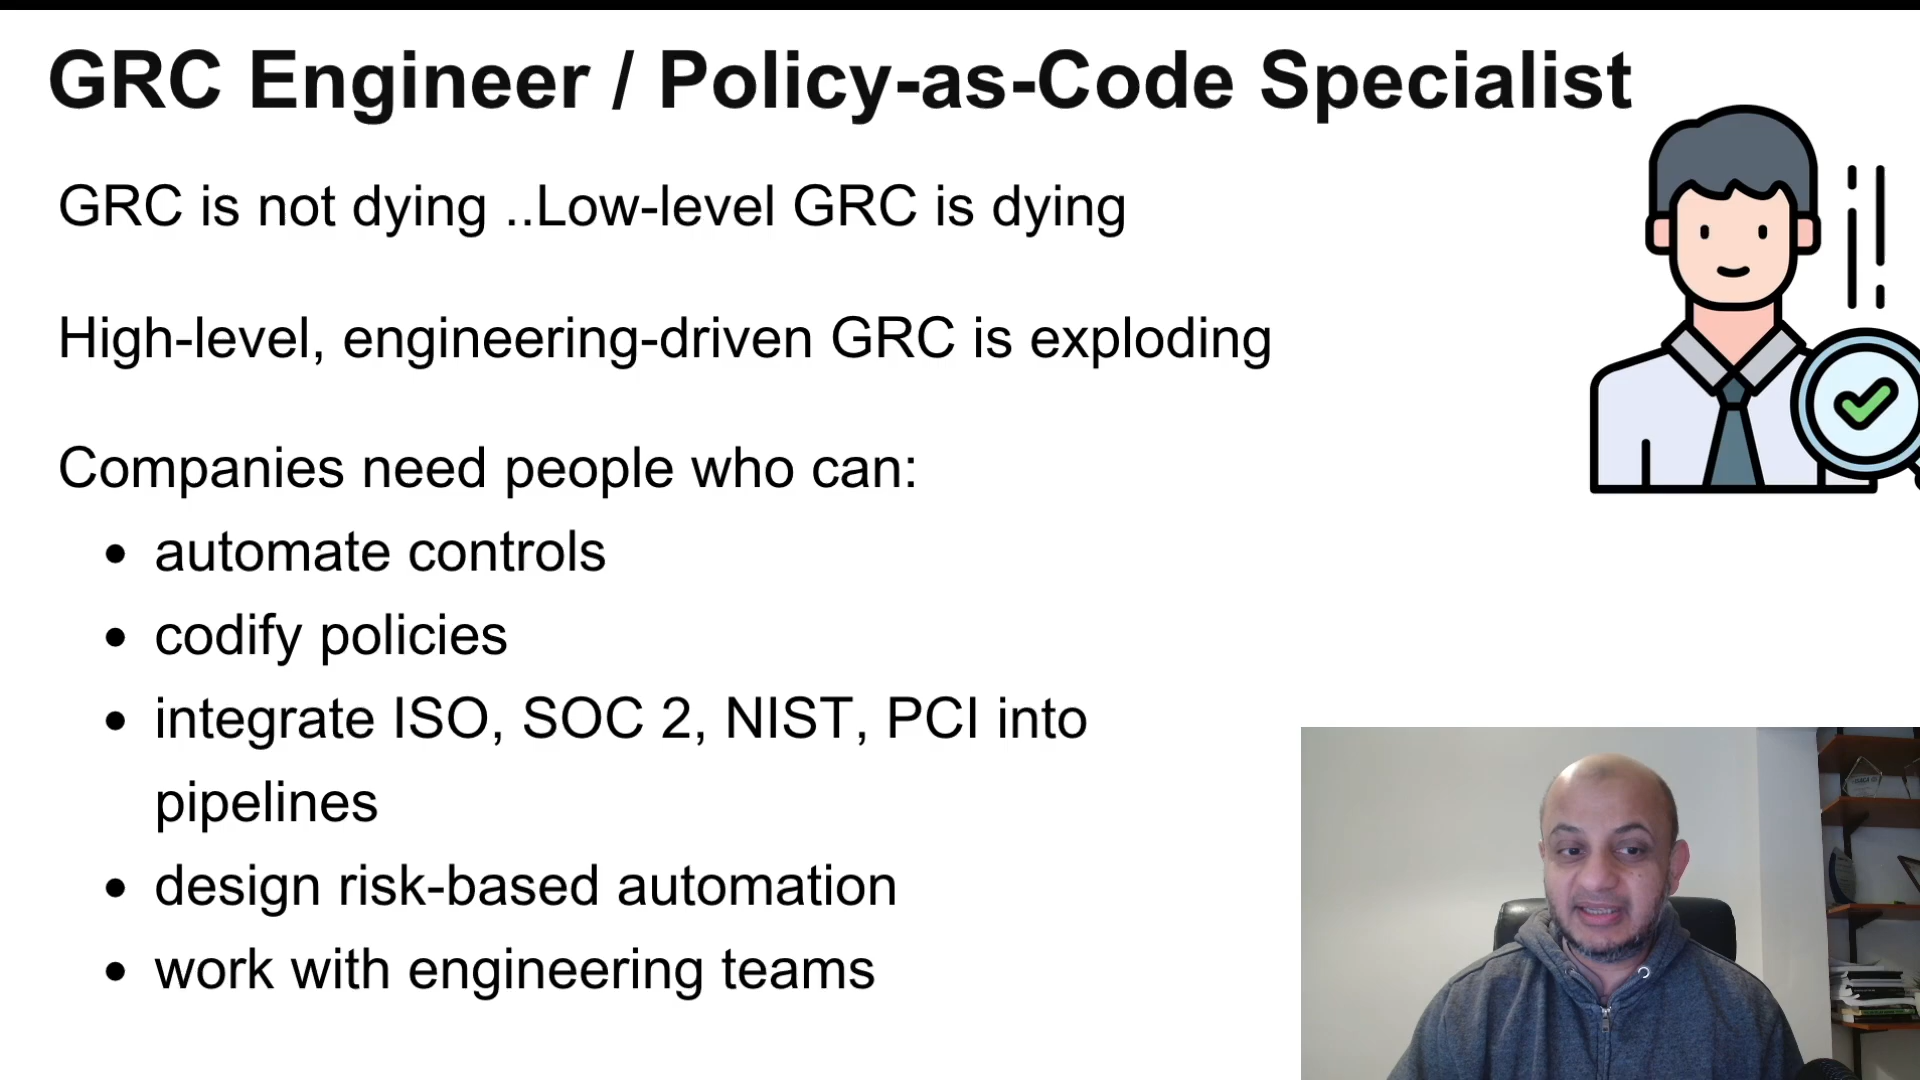 GRC Engineer / Policy-as-Code Specialist
GRC is not dying ..Low-level GRC is dying
High-level, engineering-driven GRC is exploding
Companies need people who can:
• automate controls
• codify policies
• integrate ISO, SOC 2, NIST, PCI into
pipelines
• design risk-based automation
• work with engineering teams